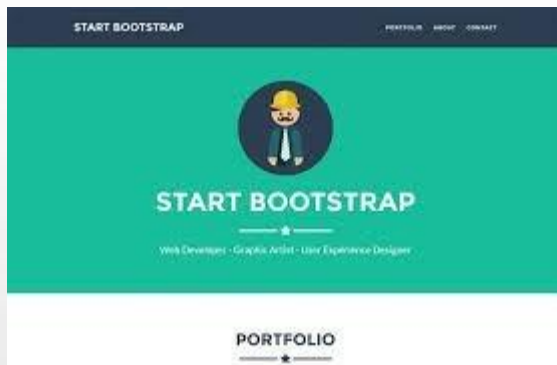 START BOOTSTRAP
PORTFOLIO ABOUT CONTACT
START BOOTSTRAP
Web Developer - Graphic Artist - User Experience Designer
PORTFOLIO